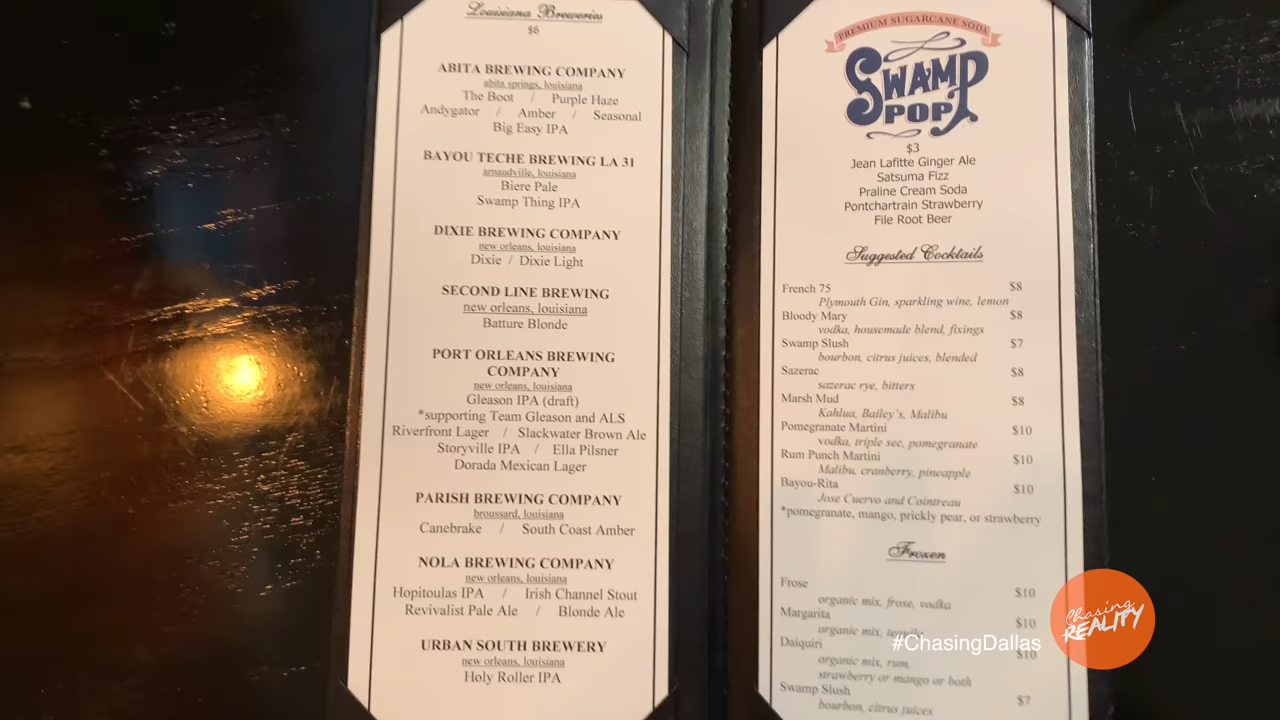 Louisiana Breweries
$6
ABITA BREWING COMPANY
abita springs, louisiana
The Boot / Purple Haze
Andygator / Amber / Seasonal
Big Easy IPA
BAYOU TECHE BREWING LA 31
arnaudville, louisiana
Biere Pale
Swamp Thing IPA
DIXIE BREWING COMPANY
new orleans, louisiana
Dixie / Dixie Light
SECOND LINE BREWING
new orleans, louisiana
Batture Blonde
PORT ORLEANS BREWING
COMPANY
new orleans, louisiana
Gleason IPA (draft)
*supporting Team Gleason and ALS
Riverfront Lager / Slackwater Brown Ale
Storyville IPA / Ella Pilsner
Dorada Mexican Lager
PARISH BREWING COMPANY
broussard, louisiana
Canebrake / South Coast Amber
NOLA BREWING COMPANY
new orleans, louisiana
Hopitoulas IPA / Irish Channel Stout
Revivalist Pale Ale / Blonde Ale
URBAN SOUTH BREWERY
new orleans, louisiana
Holy Roller IPA
PREMIUM SUGARCANE SODA
SWAMP
POP
$3
Jean Lafitte Ginger Ale
Satsuma Fizz
Praline Cream Soda
Pontchartrain Strawberry
File Root Beer
Suggested Cocktails
French 75 $8
Plymouth Gin, sparkling wine, lemon
Bloody Mary $8
vodka, housemade blend, fixings
Swamp Slush $7
bourbon, citrus juices, blended
Sazerac $8
sazerac rye, bitters
Marsh Mud $8
Kahlua, Bailey's, Malibu
Pomegranate Martini $10
vodka, triple sec, pomegranate
Rum Punch Martini $10
Malibu, cranberry, pineapple
Bayou-Rita $10
Jose Cuervo and Cointreau
*pomegranate, mango, prickly pear, or strawberry
Frozen
Frose $10
organic mix, frose, vodka
Margarita $10
organic mix, tequila
Daiquiri $10
organic mix, rum,
strawberry or mango or both
Swamp Slush $7
bourbon, citrus juices
#ChasingDallas
Chasing
REALITY